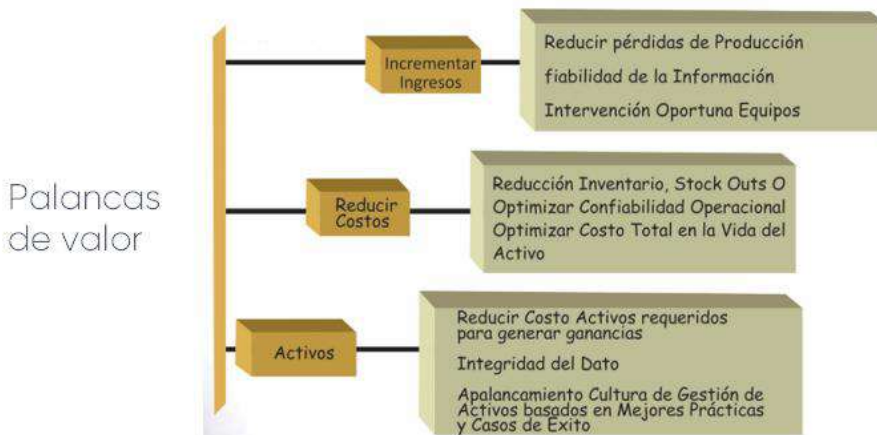 Palancas
de valor
Incrementar
Ingresos
Reducir pérdidas de Producción
fiabilidad de la Información
Intervención Oportuna Equipos
Reducir
Costos
Reducción Inventario, Stock Outs O
Optimizar Confiabilidad Operacional
Optimizar Costo Total en la Vida del
Activo
Activos
Reducir Costo Activos requeridos
para generar ganancias
Integridad del Dato
Apalancamiento Cultura de Gestión de
Activos basados en Mejores Prácticas
y Casos de Exito